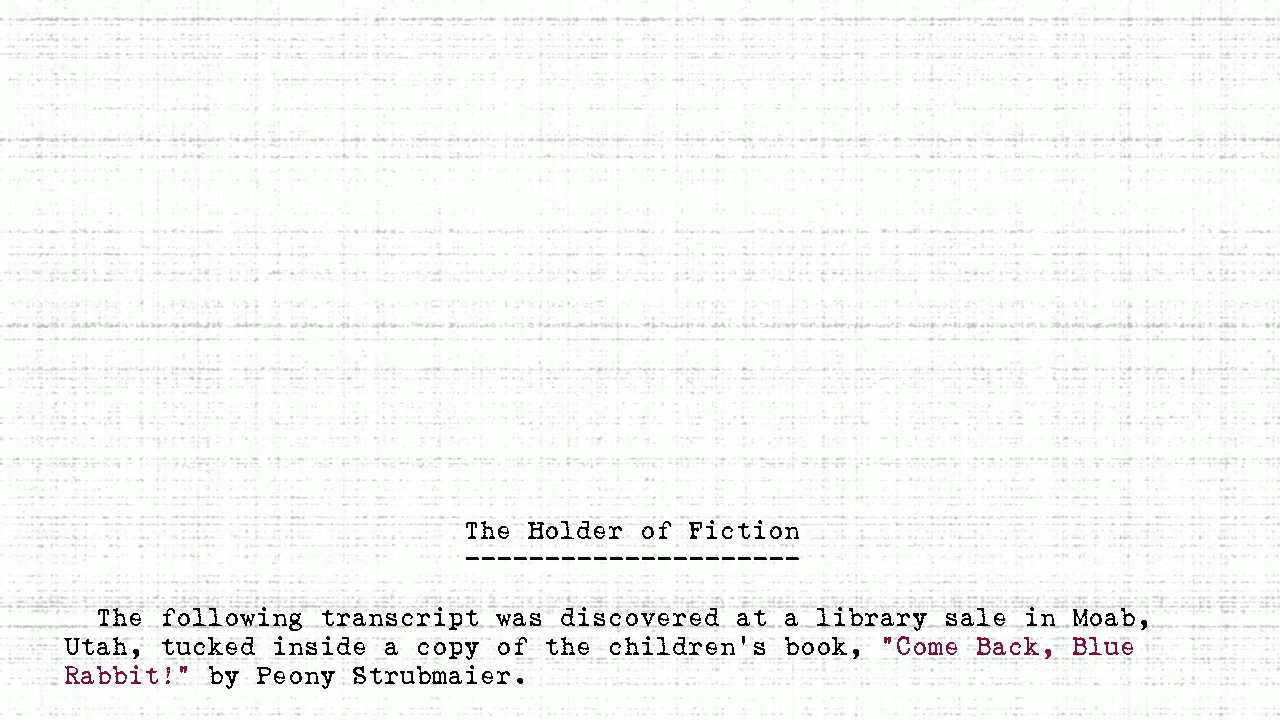 The Holder of Fiction
---------------------
The following transcript was discovered at a library sale in Moab,
Utah, tucked inside a copy of the children's book, "Come Back, Blue
Rabbit!" by Peony Strubmaier.